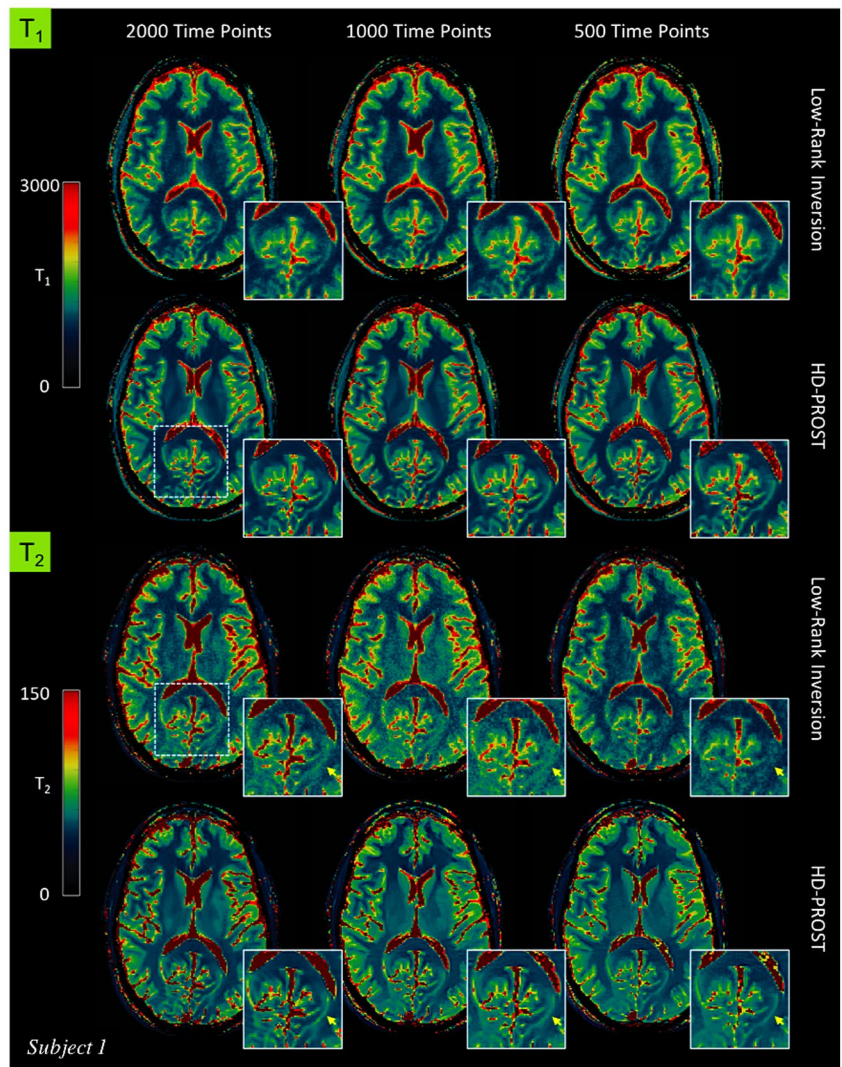 T1
2000 Time Points
1000 Time Points
500 Time Points
Low-Rank Inversion
3000
T1
0
HD-PROST
T2
Low-Rank Inversion
150
T2
0
HD-PROST
Subject 1